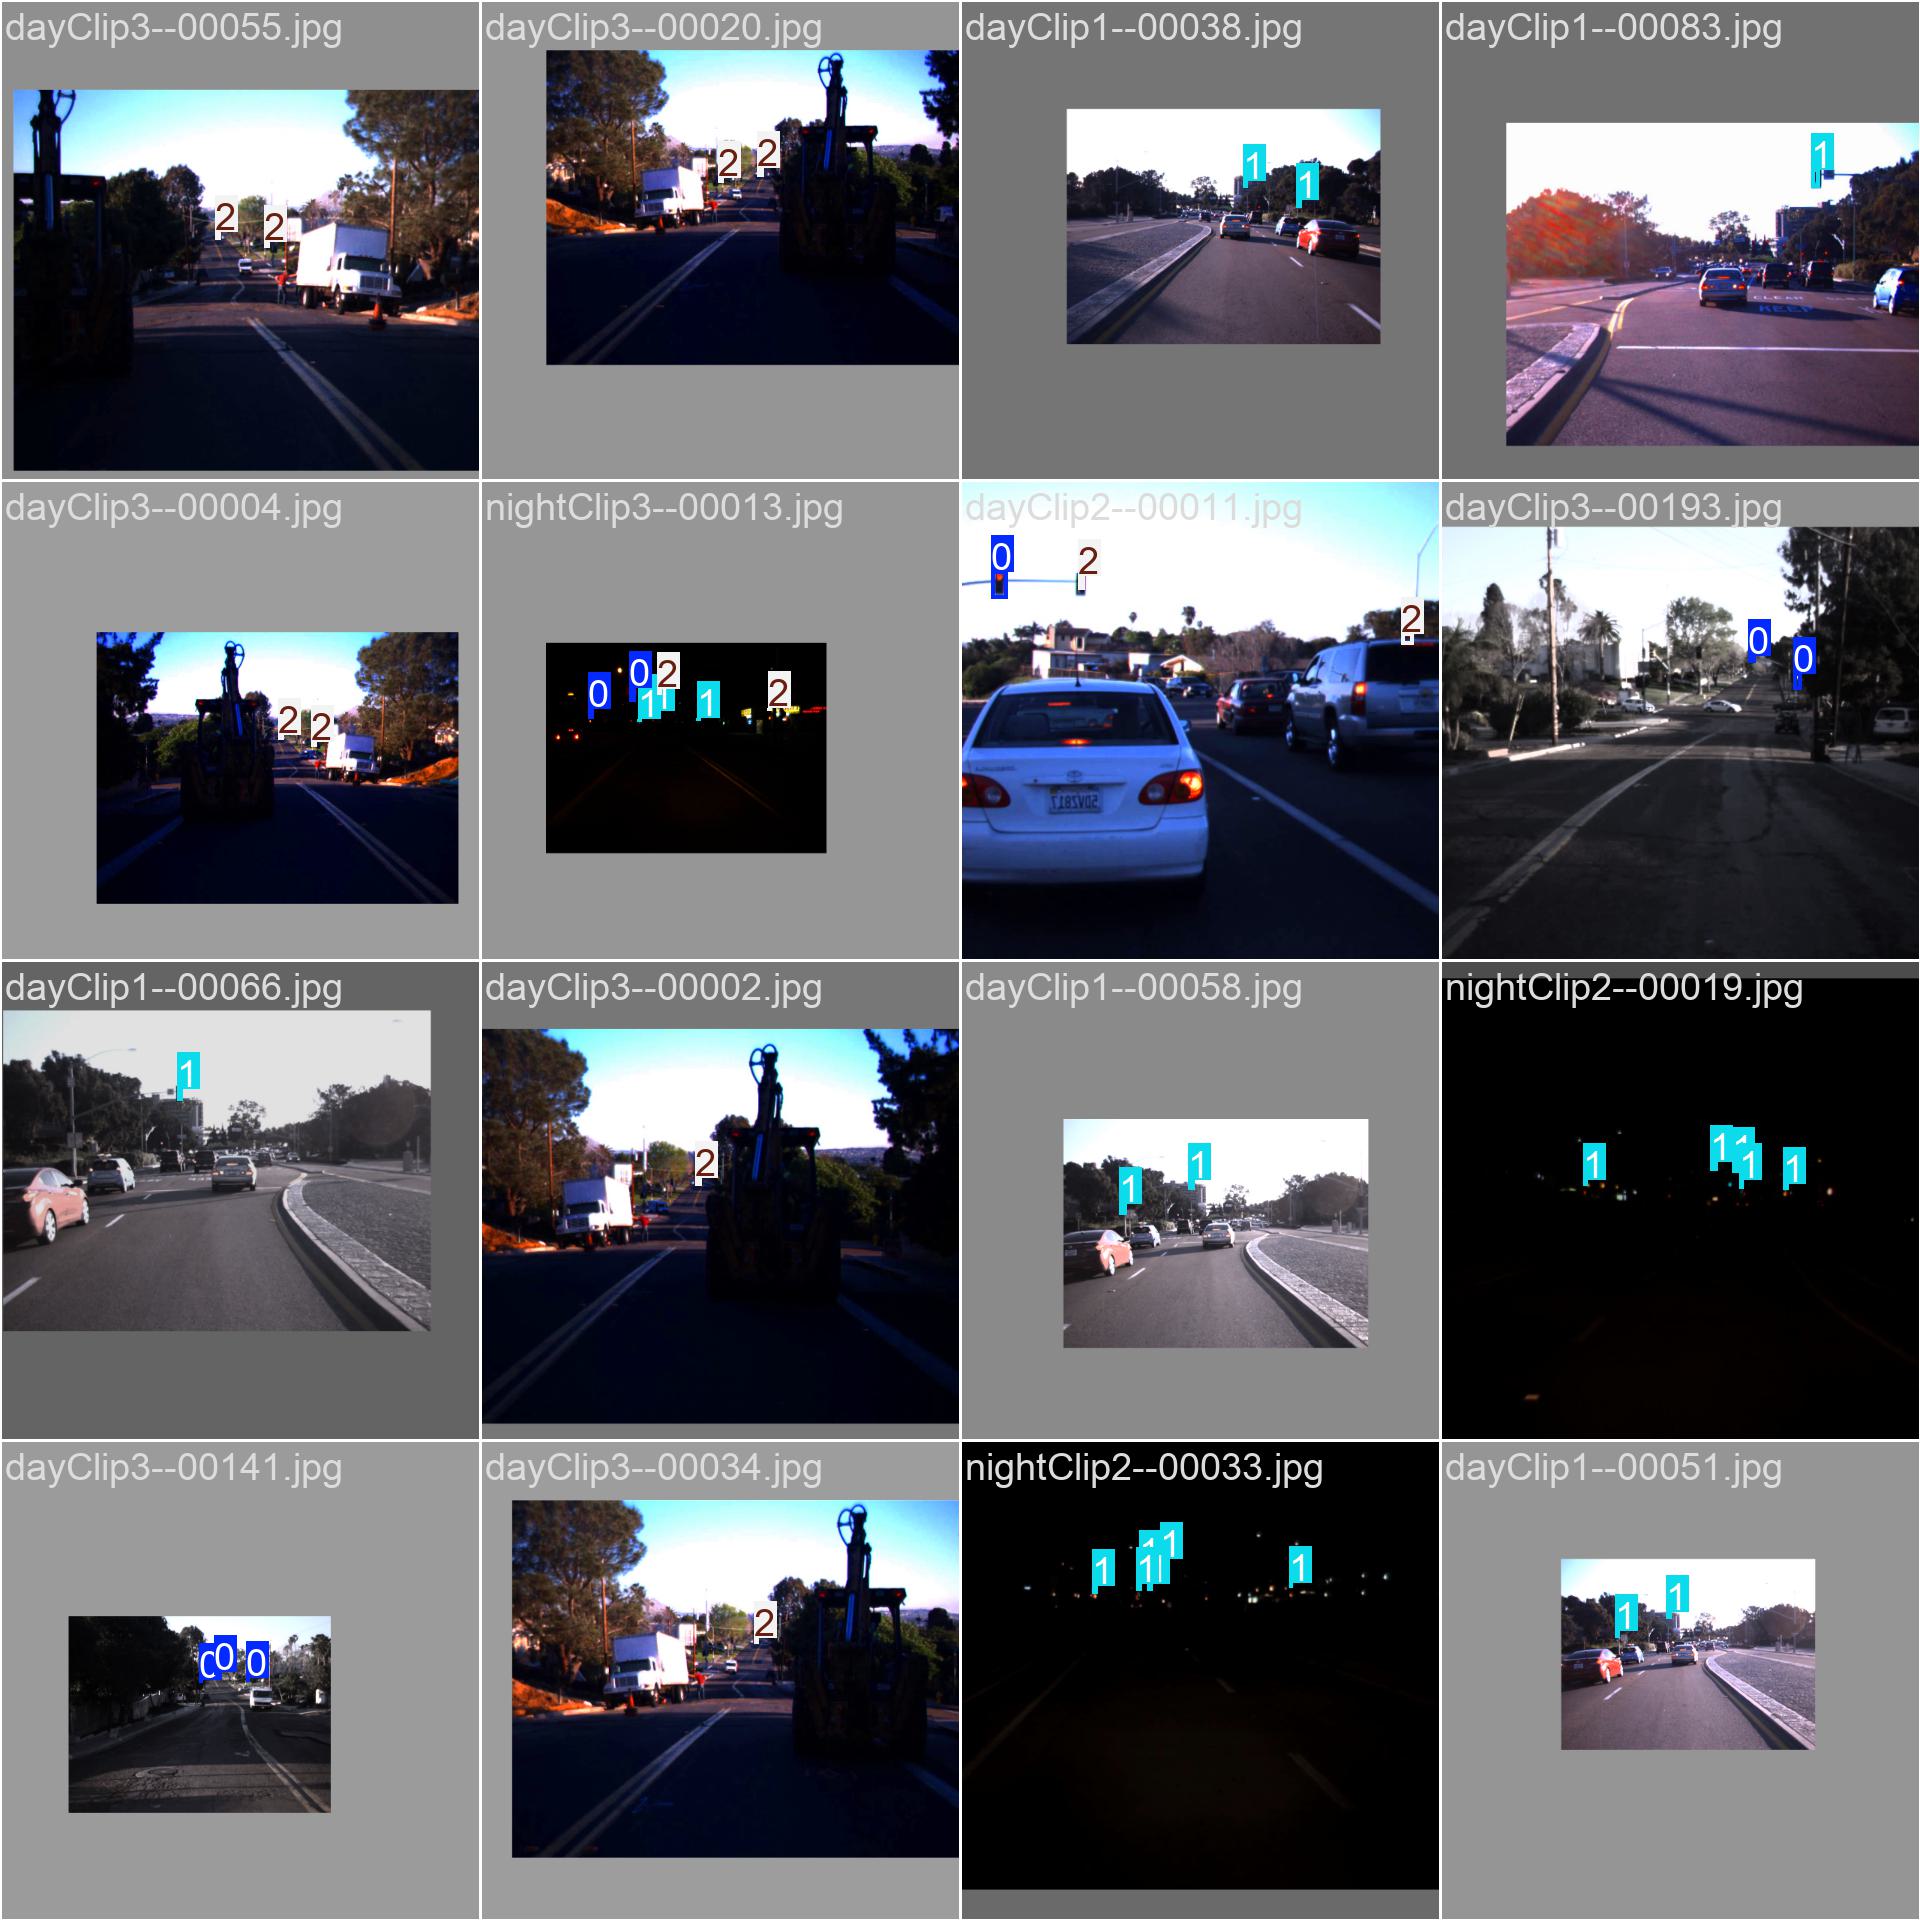 dayClip3--00055.jpg
dayClip3--00020.jpg
dayClip1--00038.jpg
dayClip1--00083.jpg
2
2
2
2
1
1
1
CLEAR
KEEP
dayClip3--00004.jpg
nightClip3--00013.jpg
dayClip2--00011.jpg
dayClip3--00193.jpg
2
2
0
0
2
1
1
1
2
0
2
2
0
0
dayClip1--00066.jpg
dayClip3--00002.jpg
dayClip1--00058.jpg
nightClip2--00019.jpg
1
2
1
1
1
1
1
1
1
dayClip3--00141.jpg
dayClip3--00034.jpg
nightClip2--00033.jpg
dayClip1--00051.jpg
0
0
0
2
1
1
1
1
1
1
1
1